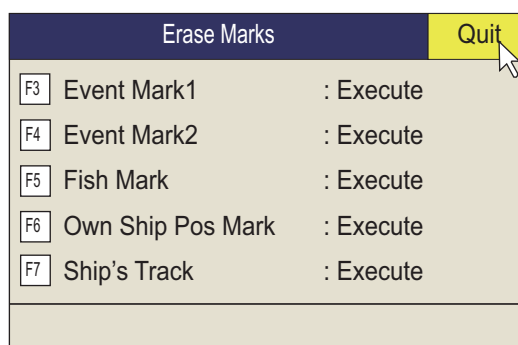 Erase Marks Quit
F3 Event Mark1 : Execute
F4 Event Mark2 : Execute
F5 Fish Mark : Execute
F6 Own Ship Pos Mark : Execute
F7 Ship's Track : Execute